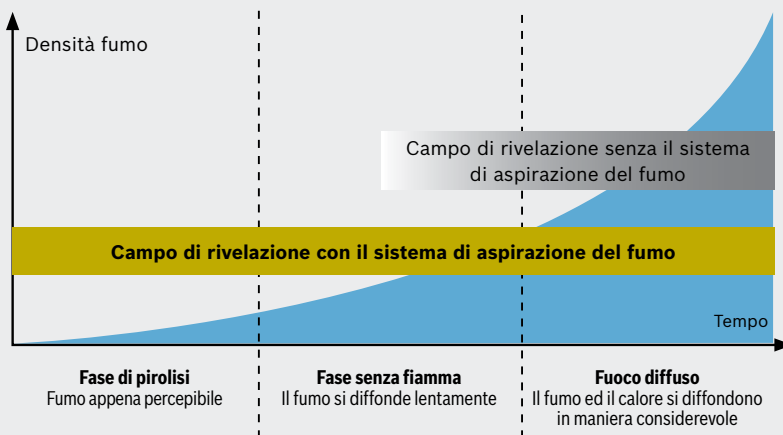 Densità fumo
Campo di rivelazione senza il sistema
di aspirazione del fumo
Campo di rivelazione con il sistema di aspirazione del fumo
Tempo
Fase di pirolisi
Fumo appena percepibile
Fase senza fiamma
Il fumo si diffonde lentamente
Fuoco diffuso
Il fumo ed il calore si diffondono
in maniera considerevole